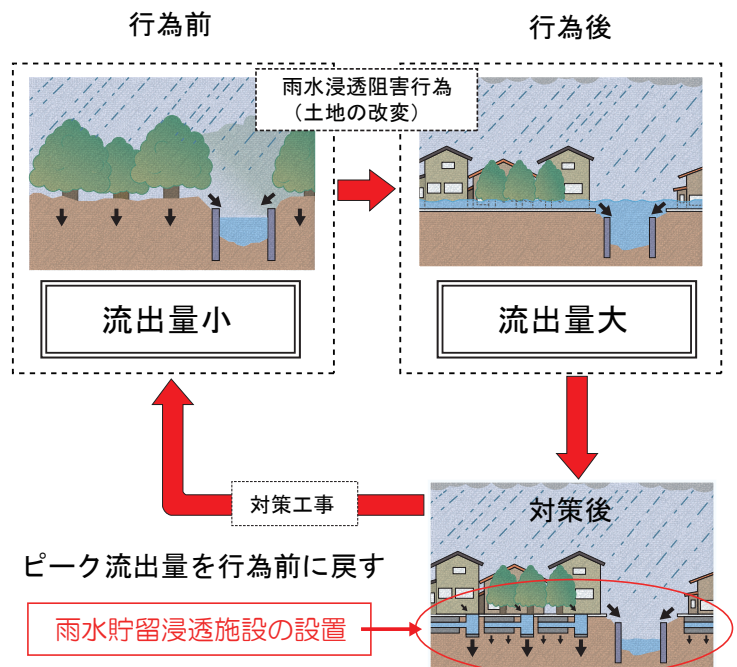 行為前
行為後
雨水浸透阻害行為
（土地の改変）
流出量小
流出量大
対策後
対策工事
ピーク流出量を行為前に戻す
雨水貯留浸透施設の設置